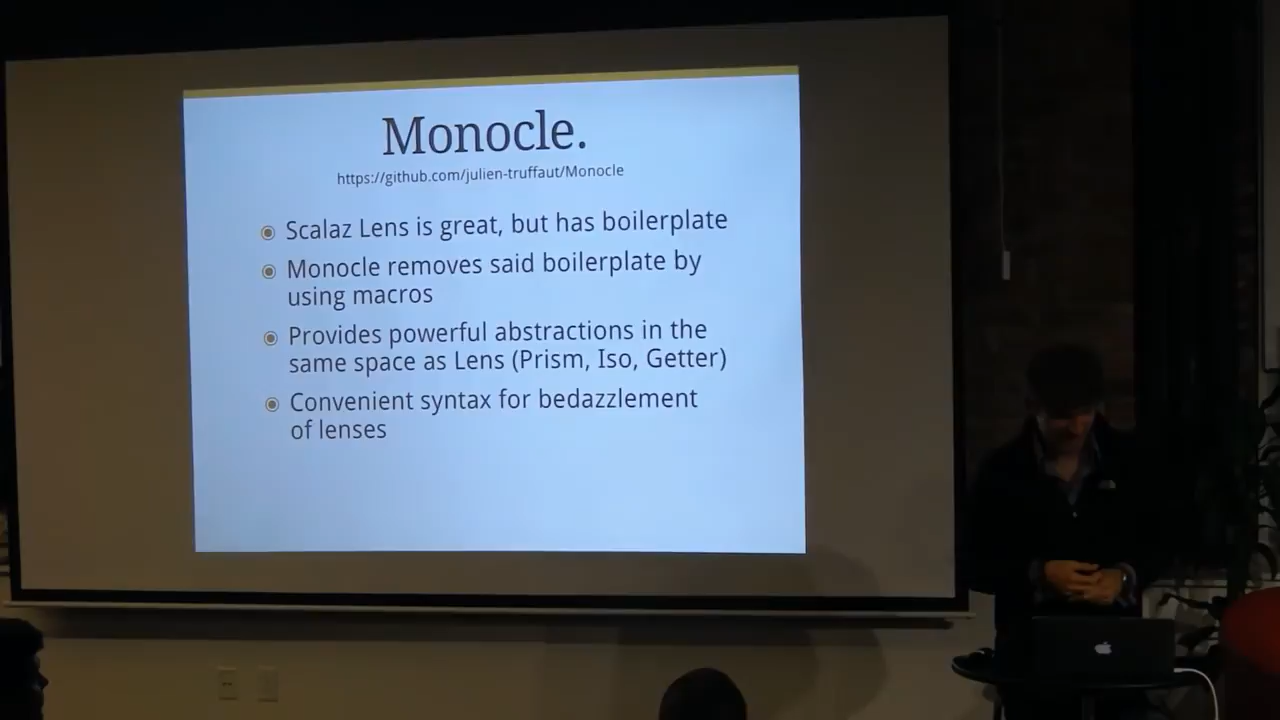 Monocle.
https://github.com/julien-truffaut/Monocle
Scalaz Lens is great, but has boilerplate
Monocle removes said boilerplate by
using macros
Provides powerful abstractions in the
same space as Lens (Prism, Iso, Getter)
Convenient syntax for bedazzlement
of lenses